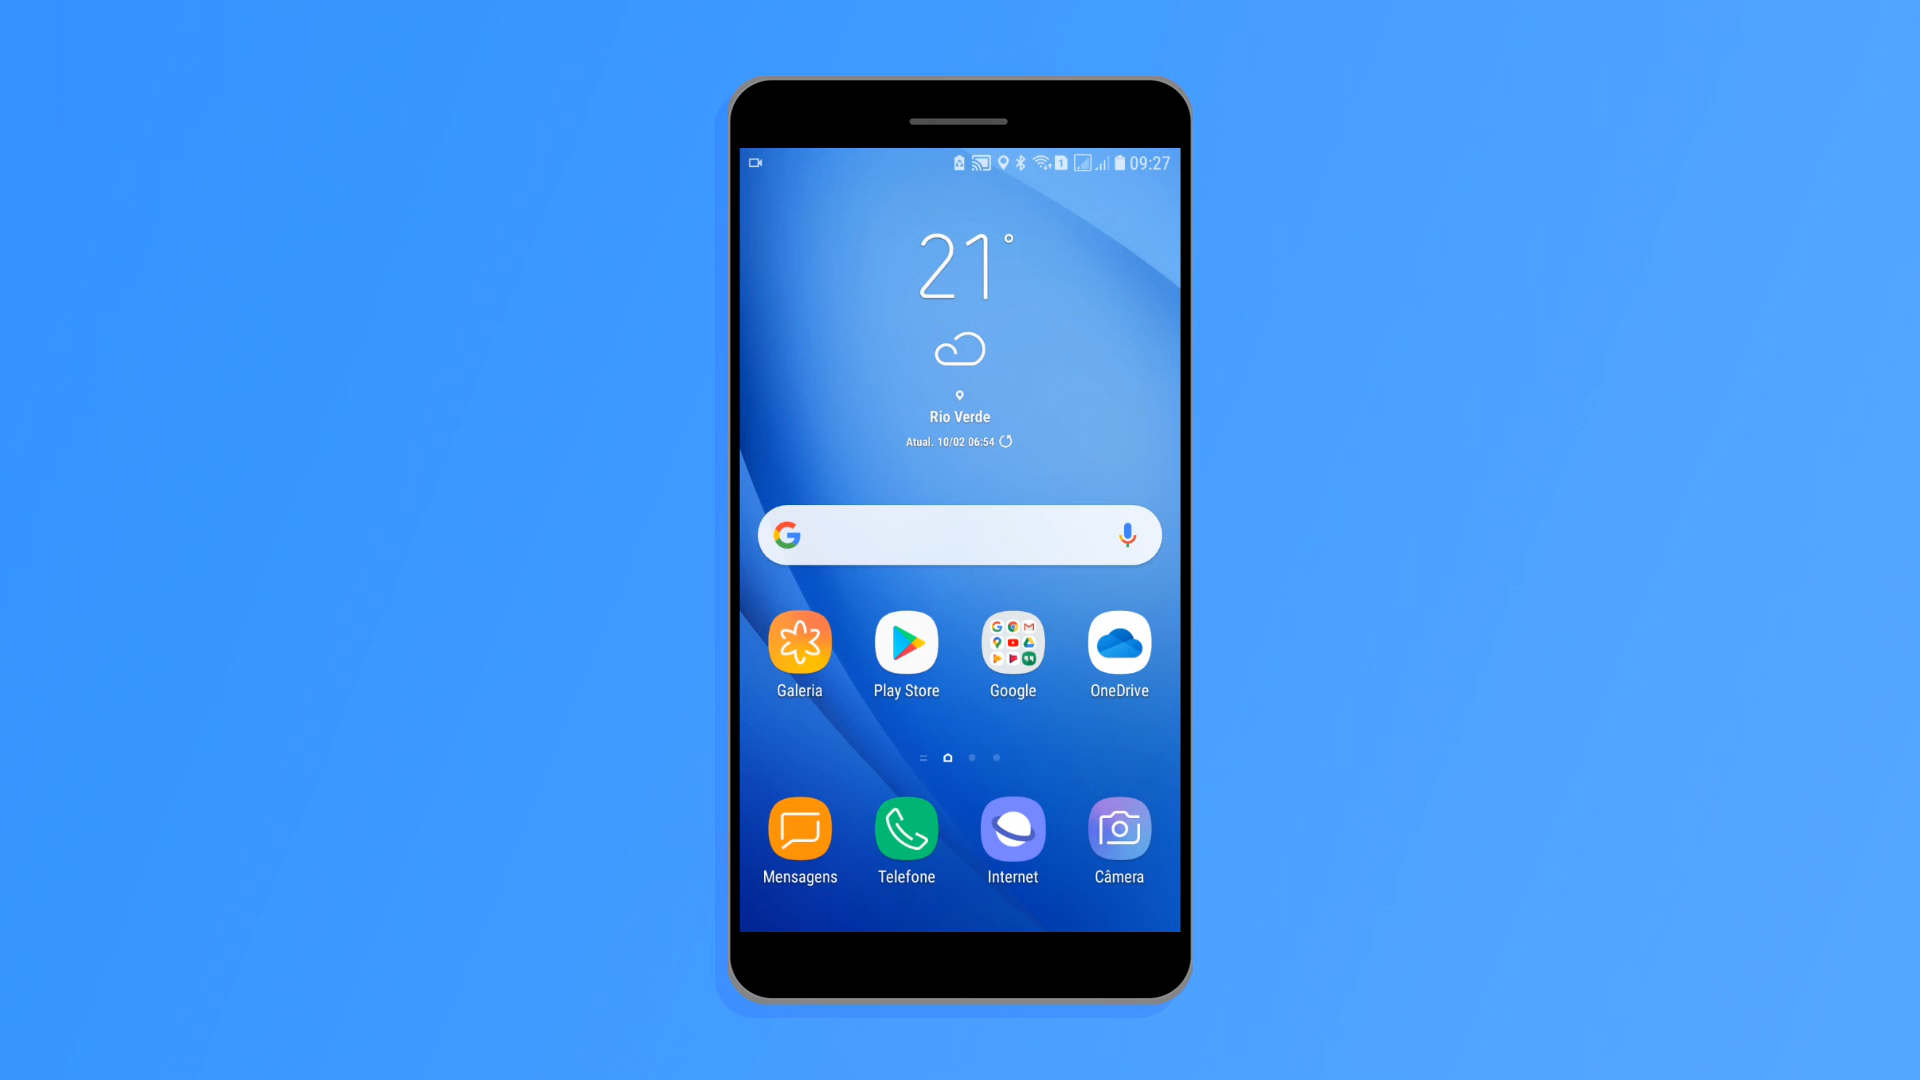 1 09:27
21°
Rio Verde
Atual. 10/02 06:54
Galeria Play Store Google OneDrive
Mensagens Telefone Internet Câmera